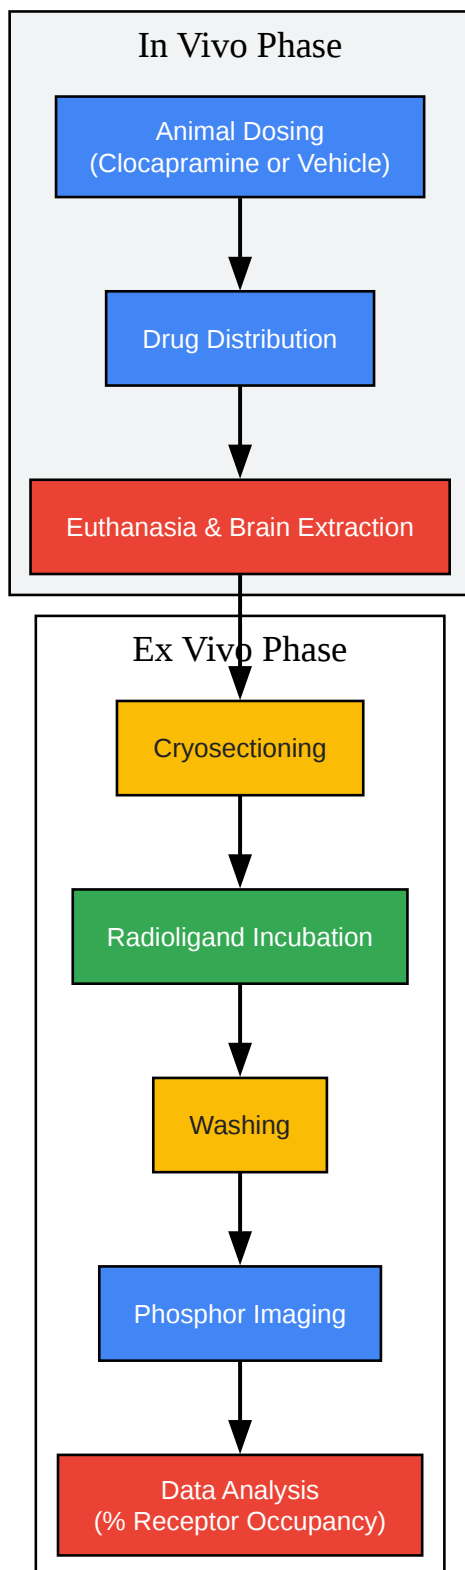 In Vivo Phase
Animal Dosing
(Clocapramine or Vehicle)
Drug Distribution
Euthanasia & Brain Extraction
Ex Vivo Phase
Cryosectioning
Radioligand Incubation
Washing
Phosphor Imaging
Data Analysis
(% Receptor Occupancy)